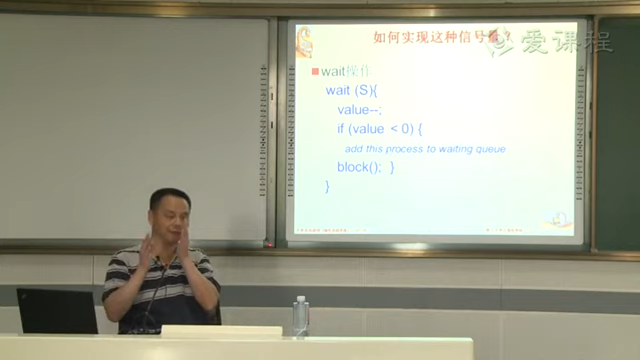 如何实现这种信号量？
爱课程
wait操作
wait (S){
value--;
if (value < 0) {
add this process to waiting queue
block(); }
}